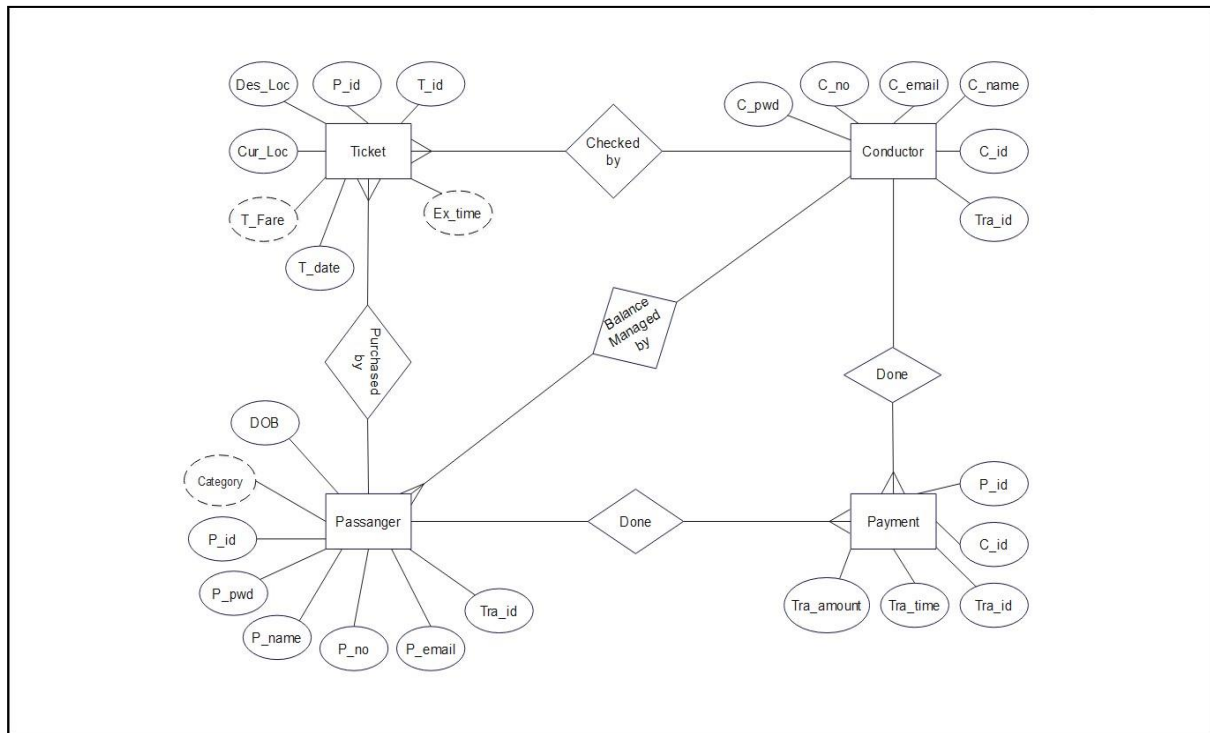 Des_Loc
P_id
T_id
Cur_Loc
Ticket
T_Fare
T_date
Ex_time
Checked
by
C_pwd
C_no
C_email
C_name
Conductor
C_id
Tra_id
Purchased
by
Balance
Managed
by
Done
DOB
Category
P_id
P_pwd
P_name
P_no
P_email
Tra_id
Passanger
Done
Payment
P_id
C_id
Tra_id
Tra_time
Tra_amount